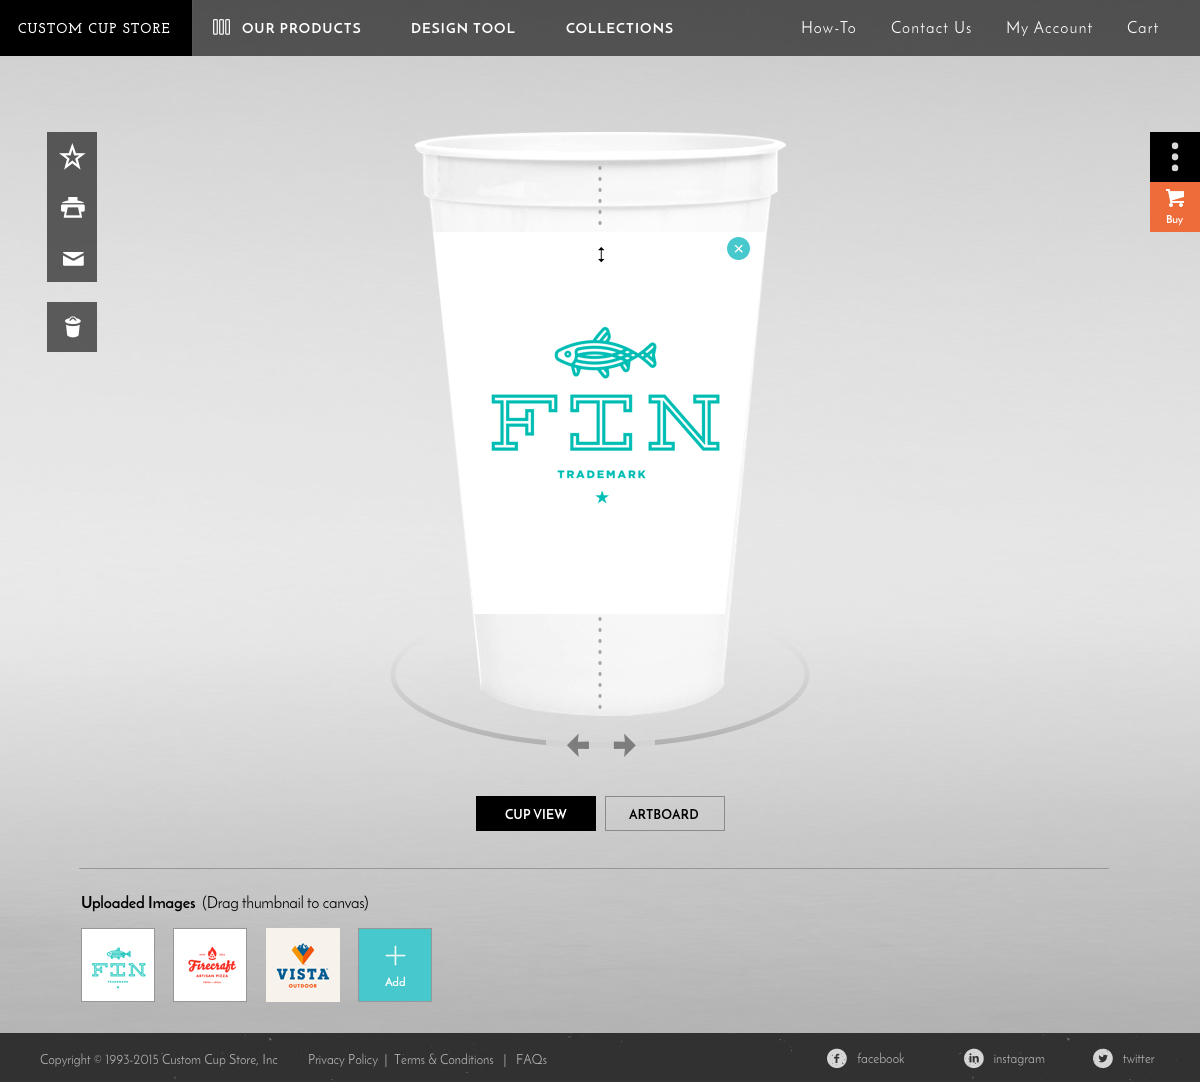 CUSTOM CUP STORE
OUR PRODUCTS
DESIGN TOOL
COLLECTIONS
How-To
Contact Us
My Account
Cart
Buy
FIN
TRADEMARK
CUP VIEW
ARTBOARD
Uploaded Images (Drag thumbnail to canvas)
FIN
TRADEMARK
Firecraft
ARTISAN PIZZA
VISTA
OUTDOOR
Add
Copyright © 1993-2015 Custom Cup Store, Inc
Privacy Policy | Terms & Conditions | FAQs
facebook
instagram
twitter